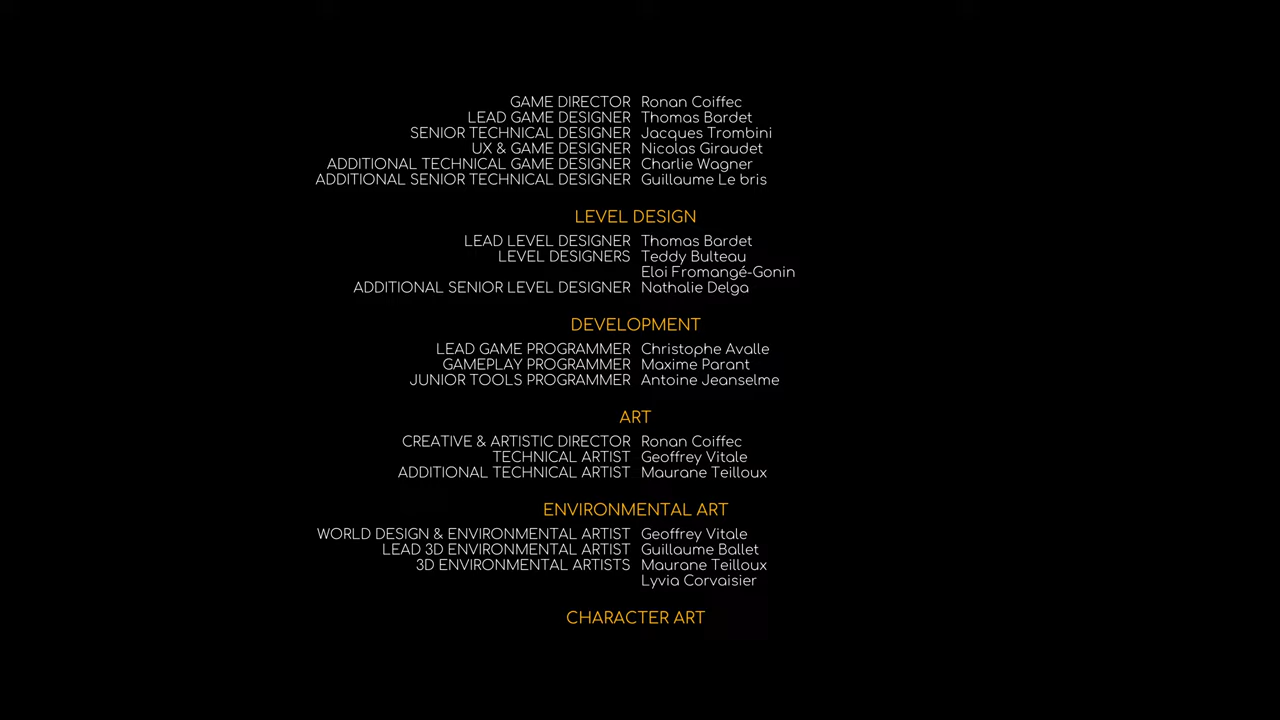 GAME DIRECTOR Ronan Coiffec
LEAD GAME DESIGNER Thomas Bardet
SENIOR TECHNICAL DESIGNER Jacques Trombini
UX & GAME DESIGNER Nicolas Giraudet
ADDITIONAL TECHNICAL GAME DESIGNER Charlie Wagner
ADDITIONAL SENIOR TECHNICAL DESIGNER Guillaume Le bris
LEVEL DESIGN
LEAD LEVEL DESIGNER Thomas Bardet
LEVEL DESIGNERS Teddy Bulteau
Eloi Fromangé-Gonin
ADDITIONAL SENIOR LEVEL DESIGNER Nathalie Delga
DEVELOPMENT
LEAD GAME PROGRAMMER Christophe Avalle
GAMEPLAY PROGRAMMER Maxime Parant
JUNIOR TOOLS PROGRAMMER Antoine Jeanselme
ART
CREATIVE & ARTISTIC DIRECTOR Ronan Coiffec
TECHNICAL ARTIST Geoffrey Vitale
ADDITIONAL TECHNICAL ARTIST Maurane Teilloux
ENVIRONMENTAL ART
WORLD DESIGN & ENVIRONMENTAL ARTIST Geoffrey Vitale
LEAD 3D ENVIRONMENTAL ARTIST Guillaume Ballet
3D ENVIRONMENTAL ARTISTS Maurane Teilloux
Lyvia Corvaisier
CHARACTER ART